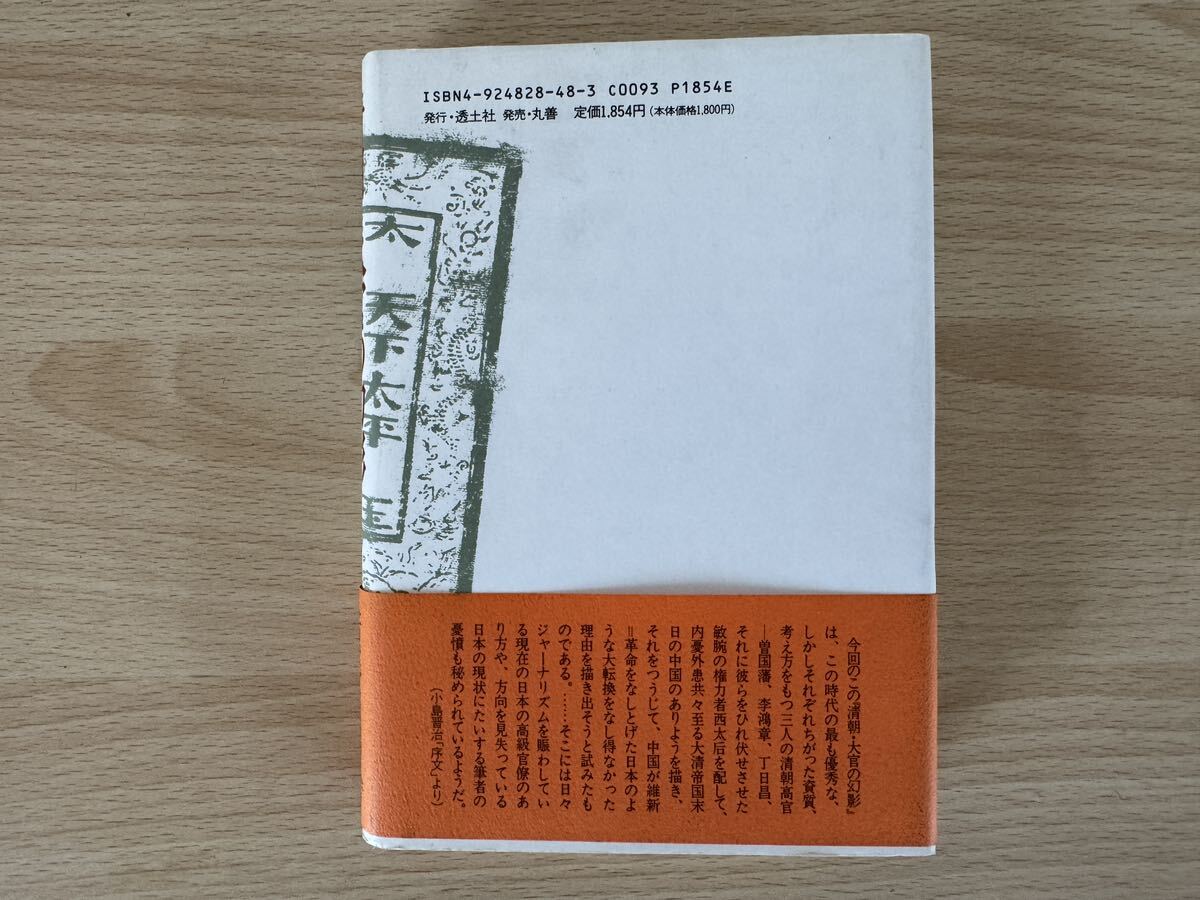 ISBN4-924828-48-3 C0093 P1854E
発行・透土社 発売・丸善 定価1,854円(本体価格1,800円)
太
天下太平
王
今回のこの『清朝・大官の幻影』
は、この時代の最も優秀な、
しかしそれぞれちがった資質、
考え方をもつ三人の清朝高官
―曽国藩、李鴻章、丁日昌、
それに彼らをひれ伏せさせた
敏腕の権力者西太后を配して、
内憂外患共々至る大清帝国末
日の中国のありようを描き、
それをつうじて、中国が維新
＝革命をなしとげた日本のよ
うな大転換をなし得なかった
理由を描き出そうと試みたも
のである。……そこには日々
ジャーナリズムを賑わしてい
る現在の日本の高級官僚のあ
り方や、方向を見失っている
日本の現状にたいする筆者の
憂憤も秘められているようだ。
(小島晋治「序文」より)